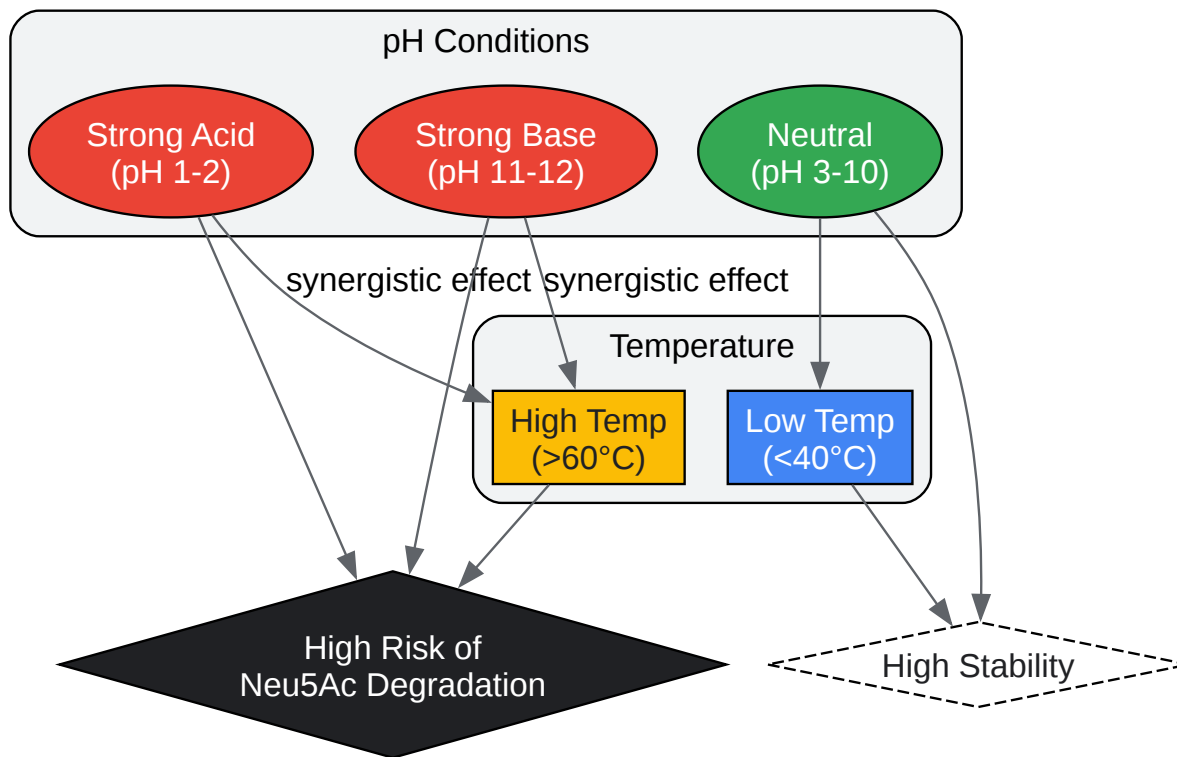 pH Conditions
Strong Acid
(pH 1-2)
Strong Base
(pH 11-12)
Neutral
(pH 3-10)
synergistic effect
synergistic effect
Temperature
High Temp
(>60°C)
Low Temp
(<40°C)
High Risk of
Neu5Ac Degradation
High Stability